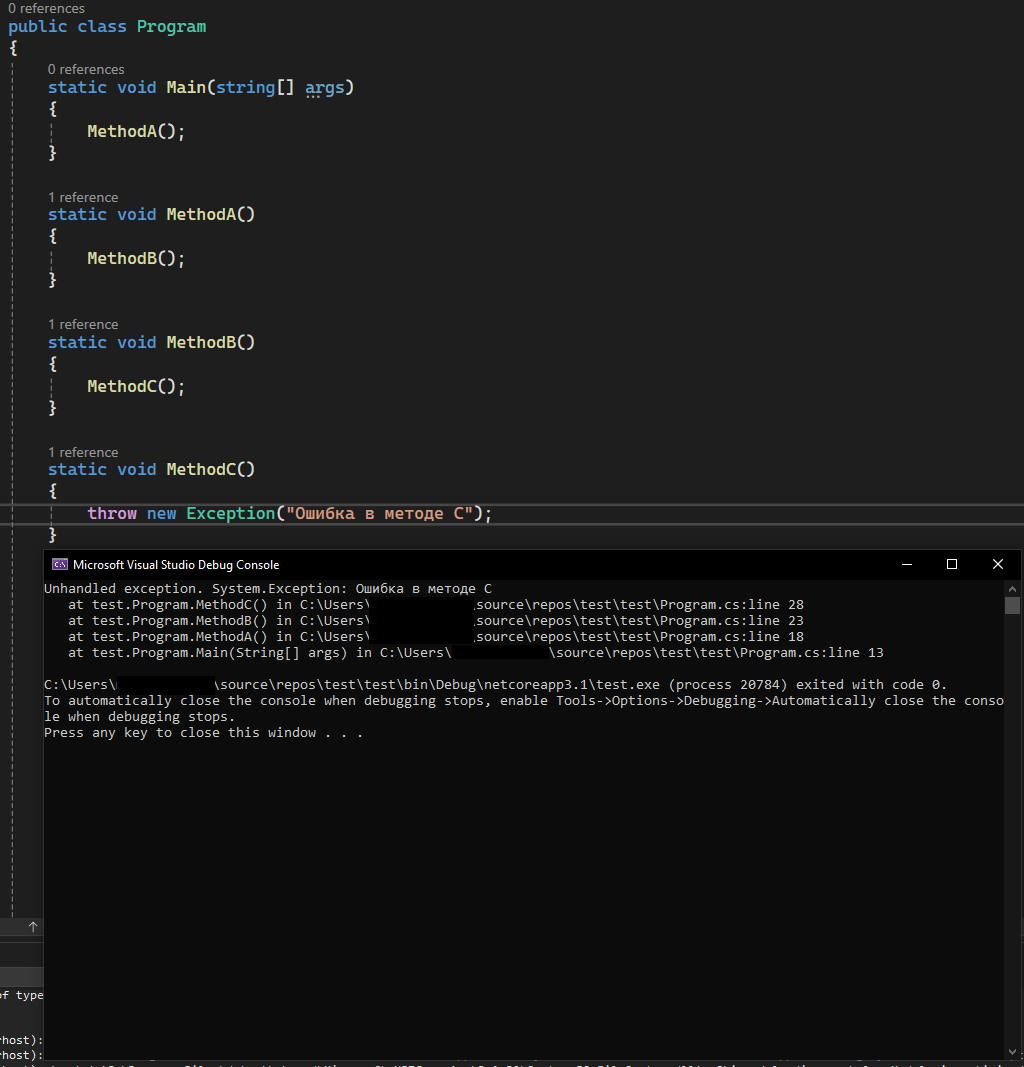 0 references
public class Program
{
0 references
static void Main(string[] args)
{
MethodA();
}
1 reference
static void MethodA()
{
MethodB();
}
1 reference
static void MethodB()
{
MethodC();
}
1 reference
static void MethodC()
{
throw new Exception("Ошибка в методе C");
}
Microsoft Visual Studio Debug Console
Unhandled exception. System.Exception: Ошибка в методе C
at test.Program.MethodC() in C:\Users\ source\repos\test\test\Program.cs:line 28
at test.Program.MethodB() in C:\Users\ source\repos\test\test\Program.cs:line 23
at test.Program.MethodA() in C:\Users\ source\repos\test\test\Program.cs:line 18
at test.Program.Main(String[] args) in C:\Users\ \source\repos\test\test\Program.cs:line 13
C:\Users\ \source\repos\test\test\bin\Debug\netcoreapp3.1\test.exe (process 20784) exited with code 0.
To automatically close the console when debugging stops, enable Tools->Options->Debugging->Automatically close the conso
le when debugging stops.
Press any key to close this window . . .
of type
host):
host):